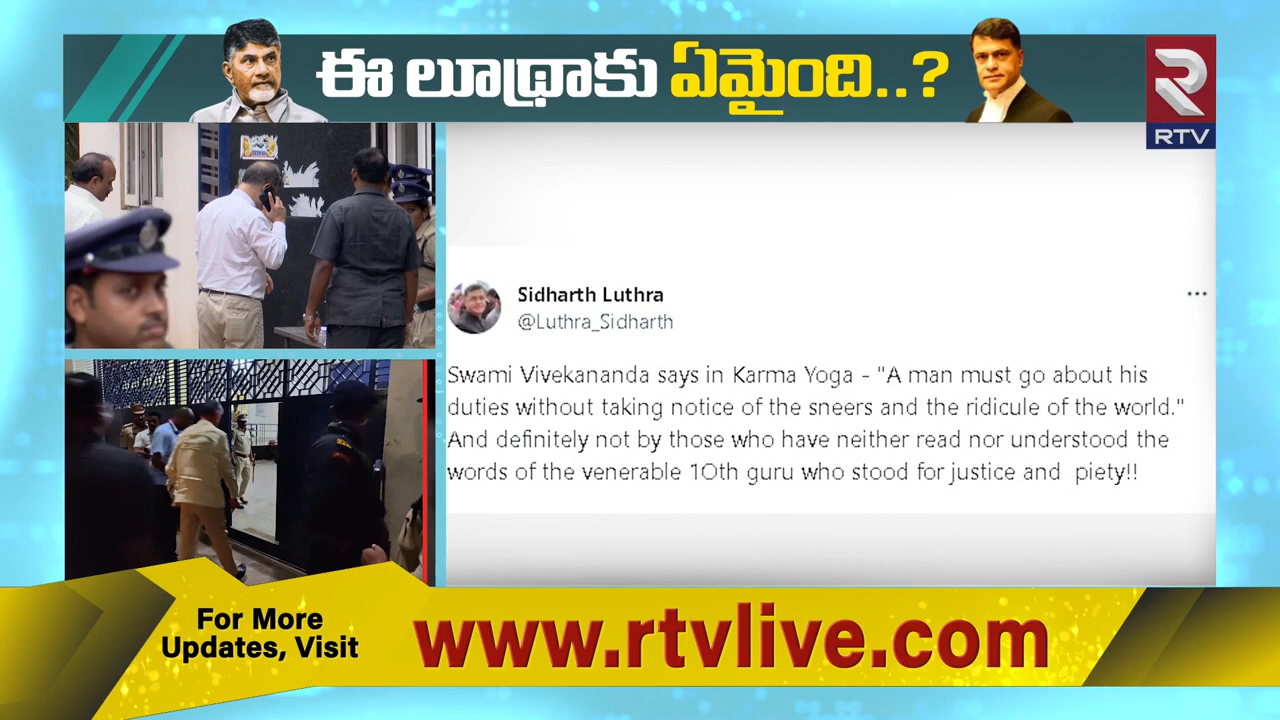 ఈ లూథ్రాకు ఏమైంది..?
RTV
Sidharth Luthra
@Luthra_Sidharth
Swami Vivekananda says in Karma Yoga - "A man must go about his
duties without taking notice of the sneers and the ridicule of the world."
And definitely not by those who have neither read nor understood the
words of the venerable 10th guru who stood for justice and piety!!
For More
Updates, Visit
www.rtvlive.com